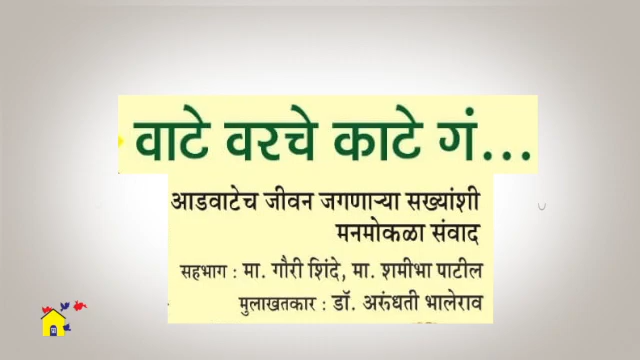 वाटे वरचे काटे गं...
आडवाटेच जीवन जगणाऱ्या सख्यांशी
मनमोकळा संवाद
सहभाग : मा. गौरी शिंदे, मा. शमीभा पाटील
मुलाखतकार : डॉ. अरुंधती भालेराव